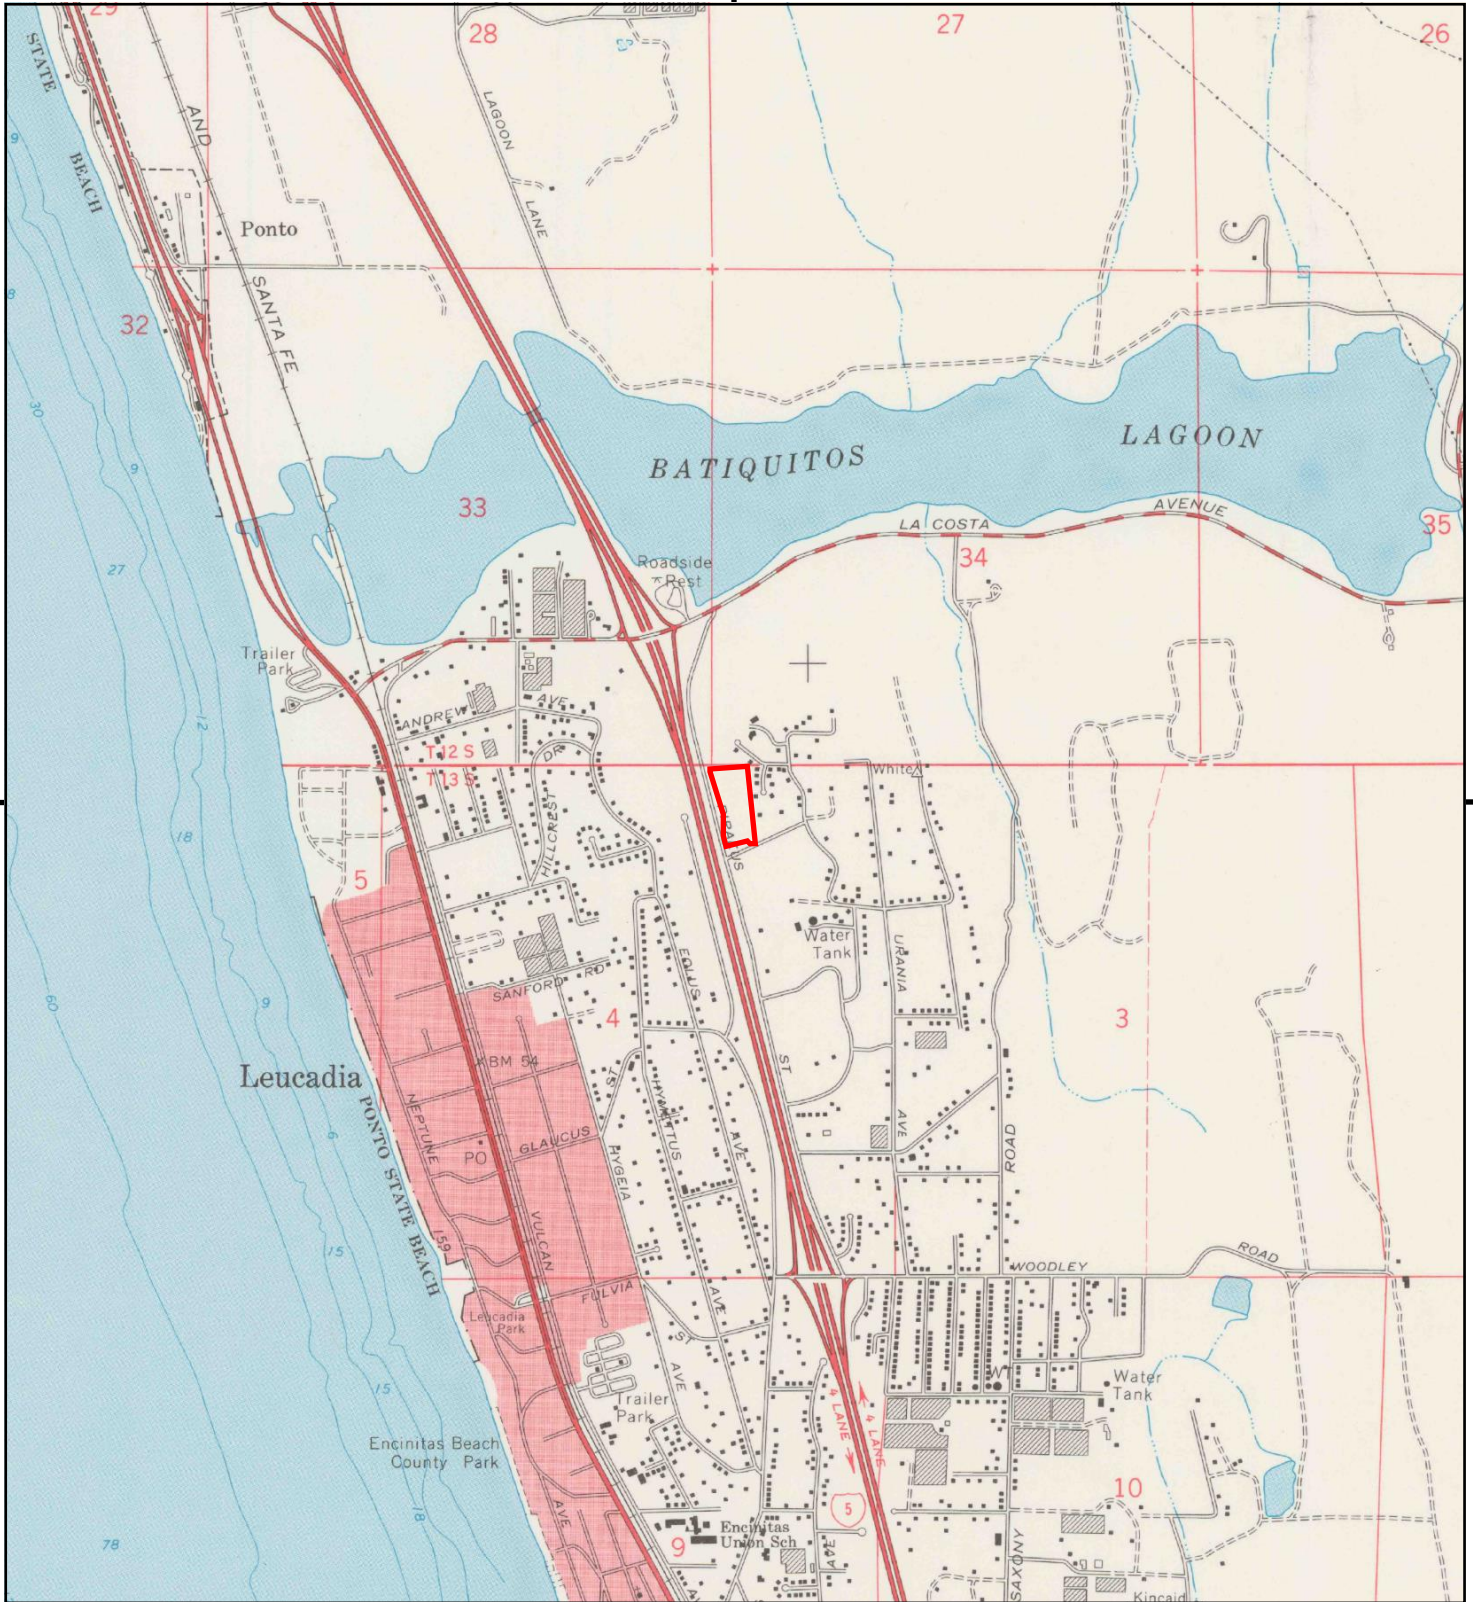 29
28
27
26
STATE
BEACH
LAGOON
LANE
AND
SANTA FE
Ponto
9
8
32
30
9
BATIQUITOS
LAGOON
33
LA COSTA
AVENUE
34
35
Roadside
Rest
27
Trailer
Park
12
ANDREW
AVE
T 12 S
T 13 S
DR
HILLCREST
White
18
5
Water
Tank
URANIA
EOLUS
SANFORD RD
60
9
4
3
BM 54
Leucadia
ST
ST
HYMETTUS
NEPTUNE
GLAUCUS
AVE
AVE
ROAD
PO
HYGEIA
PONTO STATE BEACH
6
15
159
VULCAN
WOODLEY
ROAD
FULVIA
AVE
Leucadia
Park
ST
15
AVE
WT
Water
Tank
Trailer
Park
4 LANE
4 LANE
Encinitas Beach
County Park
10
5
18
AVE
78
Encinitas
Union Sch
9
AVE
SAXONY
Kincaid